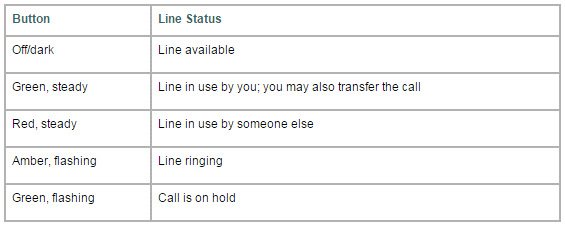 Button Line Status
Off/dark Line available
Green, steady Line in use by you; you may also transfer the call
Red, steady Line in use by someone else
Amber, flashing Line ringing
Green, flashing Call is on hold